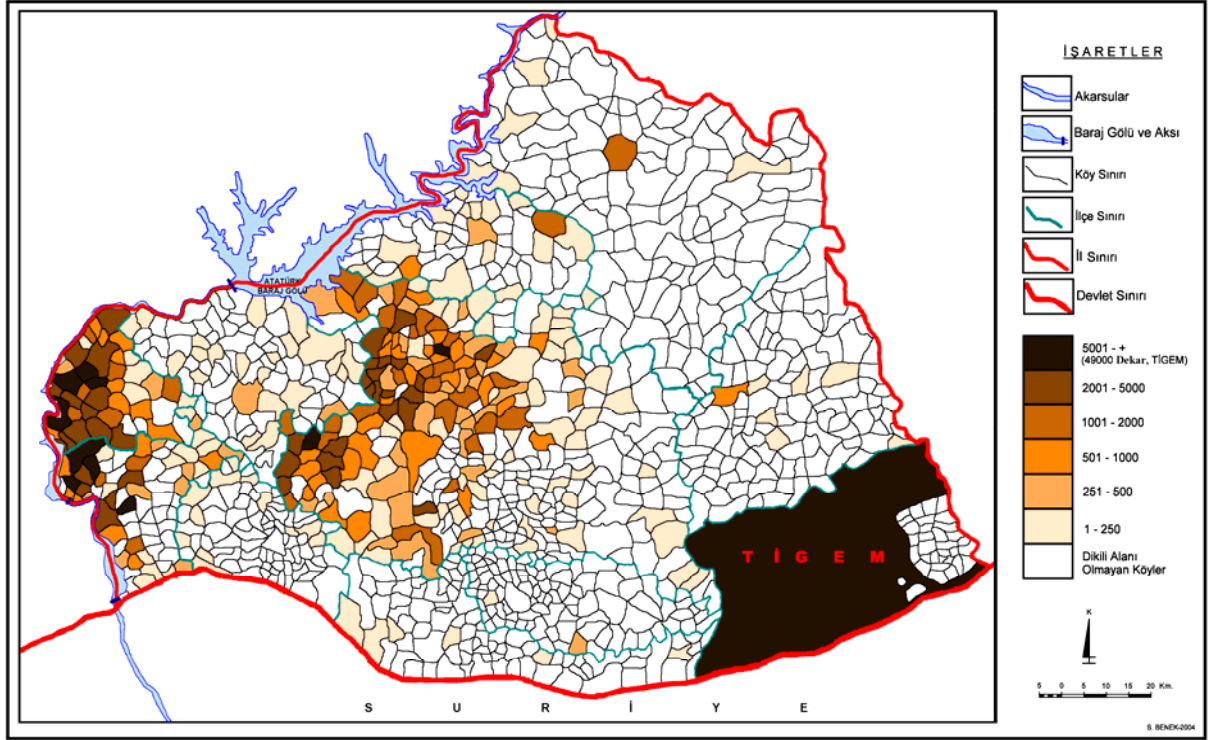 ATATÜRK
BARAJ GÖLÜ
T İ G E M
S U R İ Y E
İŞARETLER
Akarsular
Baraj Gölü ve Aksı
Köy Sınırı
İlçe Sınırı
İl Sınırı
Devlet Sınırı
5001 - +
(49000 Dekar, TİGEM)
2001 - 5000
1001 - 2000
501 - 1000
251 - 500
1 - 250
Dikili Alanı
Olmayan Köyler
K
5 0 5 10 15 20 Km.
S. BENEK-2004